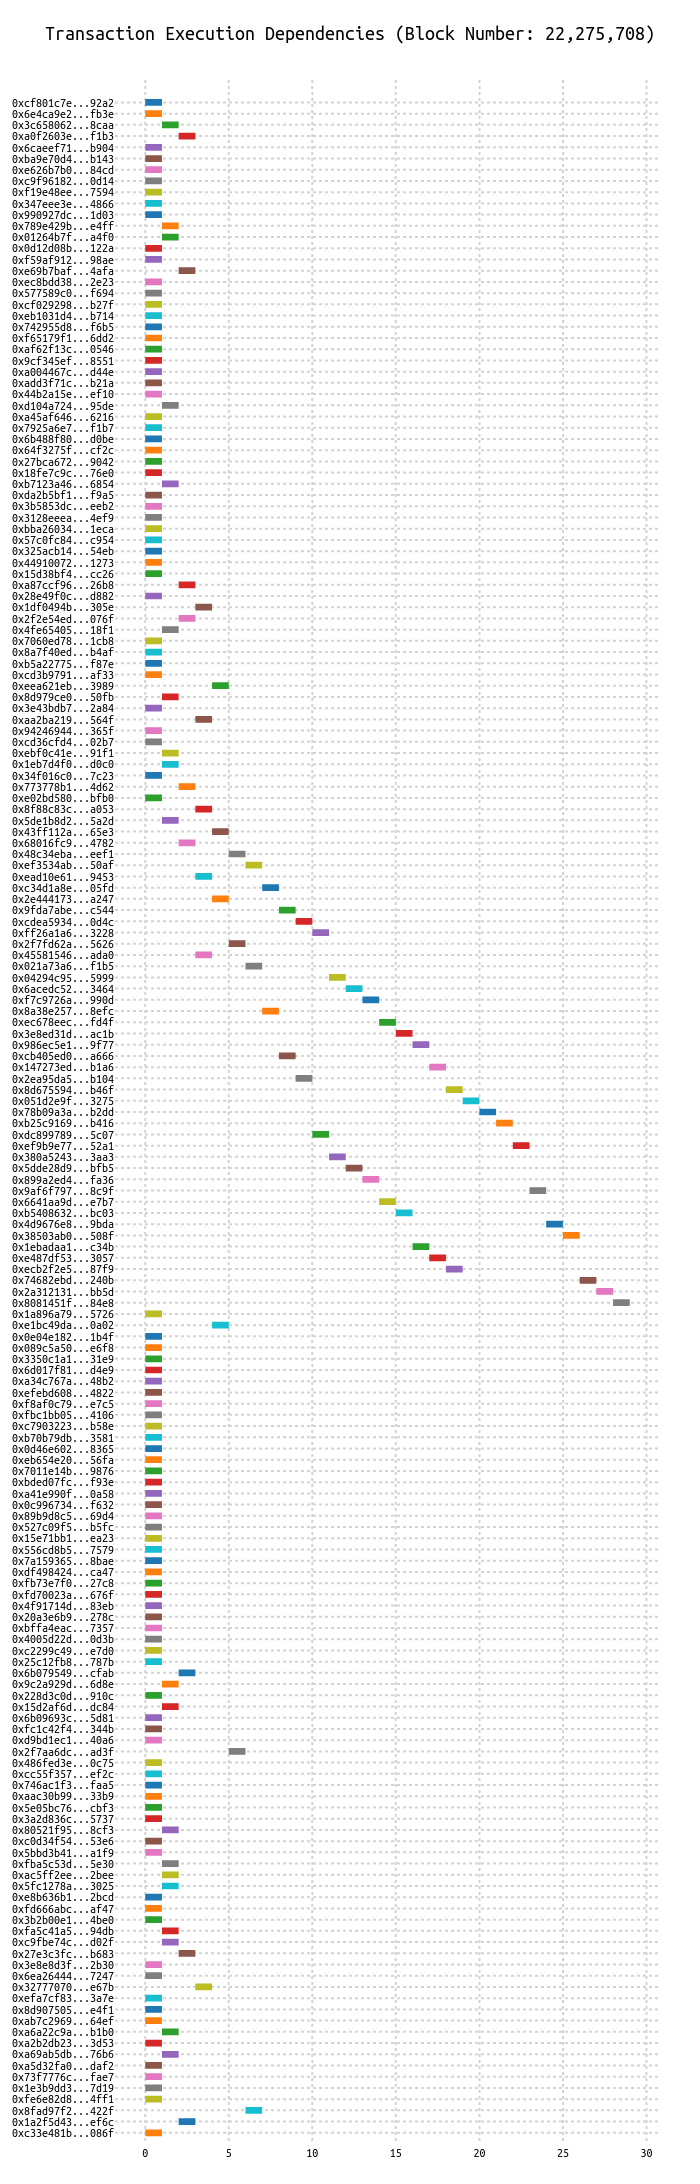 Transaction Execution Dependencies (Block Number: 22,275,708)
0xcf801c7e...92a2
0x6e4ca9e2...fb3e
0x3c658062...8caa
0xa0f2603e...f1b3
0x6caeef71...b904
0xba9e70d4...b143
0xe626b7b0...84cd
0xc9f96182...0d14
0xf19e48ee...7594
0x347eee3e...4866
0x990927dc...1d03
0x789e429b...e4ff
0x01264b7f...a4f0
0x0d12d08b...122a
0xf59af912...98ae
0xe69b7baf...4afa
0xec8bdd38...2e23
0x577589c0...f694
0xcf029298...b27f
0xeb1031d4...b714
0x742955d8...f6b5
0xf65179f1...6dd2
0xaf62f13c...0546
0x9cf345ef...8551
0xa004467c...d44e
0xadd3f71c...b21a
0x44b2a15e...ef10
0xd104a724...95de
0xa45af646...6216
0x7925a6e7...f1b7
0x6b488f80...d0be
0x64f3275f...cf2c
0x27bca672...9042
0x18fe7c9c...76e0
0xb7123a46...6854
0xda2b5bf1...f9a5
0x3b5853dc...eeb2
0x3128eeea...4ef9
0xbba26034...1eca
0x57c0fc84...c954
0x325acb14...54eb
0x44910072...1273
0x15d38bf4...cc26
0xa87ccf96...26b8
0x28e49f0c...d882
0x1df0494b...305e
0x2f2e54ed...076f
0x4fe65405...18f1
0x7060ed78...1cb8
0x8a7f40ed...b4af
0xb5a22775...f87e
0xcd3b9791...af33
0xeea621eb...3989
0x8d979ce0...50fb
0x3e43bdb7...2a84
0xaa2ba219...564f
0x94246944...365f
0xcd36cfd4...02b7
0xebf0c41e...91f1
0x1eb7d4f0...d0c0
0x34f016c0...7c23
0x773778b1...4d62
0xe02bd580...bfb0
0x8f88c83c...a053
0x5de1b8d2...5a2d
0x43ff112a...65e3
0x68016fc9...4782
0x48c34eba...eef1
0xef3534ab...50af
0xead10e61...9453
0xc34d1a8e...05fd
0x2e444173...a247
0x9fda7abe...c544
0xcdea5934...0d4c
0xff26a1a6...3228
0x2f7fd62a...5626
0x45581546...ada0
0x021a73a6...f1b5
0x04294c95...5999
0x6acedc52...3464
0xf7c9726a...990d
0x8a38e257...8efc
0xec678eec...fd4f
0x3e8ed31d...ac1b
0x986ec5e1...9f77
0xcb405ed0...a666
0x147273ed...b1a6
0x2ea95da5...b104
0x8d675594...b46f
0x051d2e9f...3275
0x78b09a3a...b2dd
0xb25c9169...b416
0xdc899789...5c07
0xef9b9e77...52a1
0x380a5243...3aa3
0x5dde28d9...bfb5
0x899a2ed4...fa36
0x9af6f797...8c9f
0x6641aa9d...e7b7
0xb5408632...bc03
0x4d9676e8...9bda
0x38503ab0...508f
0x1ebadaa1...c34b
0xe487df53...3057
0xecb2f2e5...87f9
0x74682ebd...240b
0x2a312131...bb5d
0x8081451f...84e8
0x1a896a79...5726
0xe1bc49da...0a02
0x0e04e182...1b4f
0x089c5a50...e6f8
0x3350c1a1...31e9
0x6d017f81...d4e9
0xa34c767a...48b2
0xefebd608...4822
0xf8af0c79...e7c5
0xfbc1bb05...4106
0xc7903223...b58e
0xb70b79db...3581
0x0d46e602...8365
0xeb654e20...56fa
0x7011e14b...9876
0xbded07fc...f93e
0xa41e990f...0a58
0x0c996734...f632
0x89b9d8c5...69d4
0x527c09f5...b5fc
0x15e71bb1...ea23
0x556cd8b5...7579
0x7a159365...8bae
0xdf498424...ca47
0xfb73e7f0...27c8
0xfd70023a...676f
0x4f91714d...83eb
0x20a3e6b9...278c
0xbffa4eac...7357
0x4005d22d...0d3b
0xc2299c49...e7d0
0x25c12fb8...787b
0x6b079549...cfab
0x9c2a929d...6d8e
0x228d3c0d...910c
0x15d2af6d...dc84
0x6b09693c...5d81
0xfc1c42f4...344b
0xd9bd1ec1...40a6
0x2f7aa6dc...ad3f
0x486fed3e...0c75
0xcc55f357...ef2c
0x746ac1f3...faa5
0xaac30b99...33b9
0x5e05bc76...cbf3
0x3a2d836c...5737
0x80521f95...8cf3
0xc0d34f54...53e6
0x5bbd3b41...a1f9
0xfba5c53d...5e30
0xac5ff2ee...2bee
0x5fc1278a...3025
0xe8b636b1...2bcd
0xfd666abc...af47
0x3b2b00e1...4be0
0xfa5c41a5...94db
0xc9fbe74c...d02f
0x27e3c3fc...b683
0x3e8e8d3f...2b30
0x6ea26444...7247
0x32777070...e67b
0xefa7cf83...3a7e
0x8d907505...e4f1
0xab7c2969...64ef
0xa6a22c9a...b1b0
0xa2b2db23...3d53
0xa69ab5db...76b6
0xa5d32fa0...daf2
0x73f7776c...fae7
0x1e3b9dd3...7d19
0xfe6e82d8...4ff1
0x8fad97f2...422f
0x1a2f5d43...ef6c
0xc33e481b...086f
0 5 10 15 20 25 30